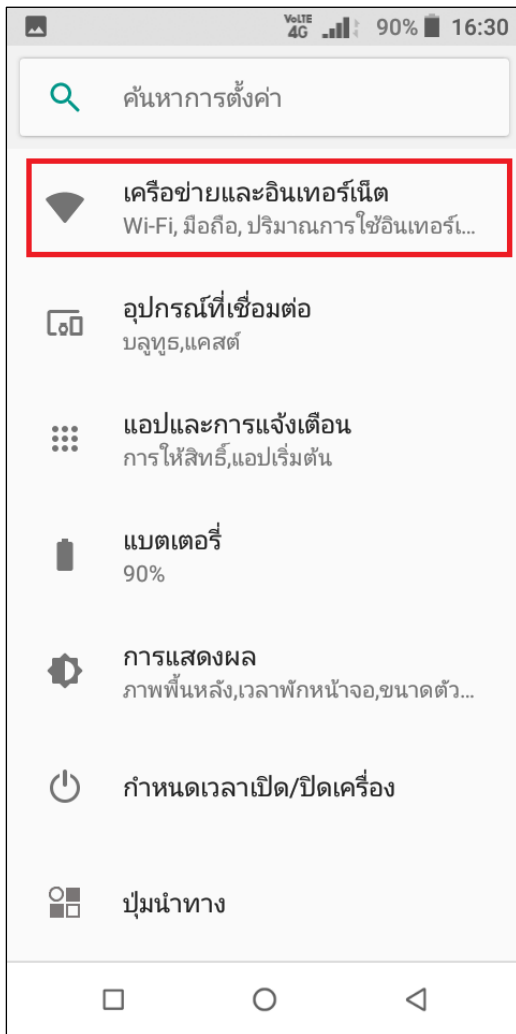 VoLTE 4G 90% 16:30
ค้นหาการตั้งค่า
เครือข่ายและอินเทอร์เน็ต
Wi-Fi, มือถือ, ปริมาณการใช้อินเทอร์เ...
อุปกรณ์ที่เชื่อมต่อ
บลูทูธ,แคสต์
แอปและการแจ้งเตือน
การให้สิทธิ์,แอปเริ่มต้น
แบตเตอรี่
90%
การแสดงผล
ภาพพื้นหลัง,เวลาพักหน้าจอ,ขนาดตัว...
กำหนดเวลาเปิด/ปิดเครื่อง
ปุ่มนำทาง